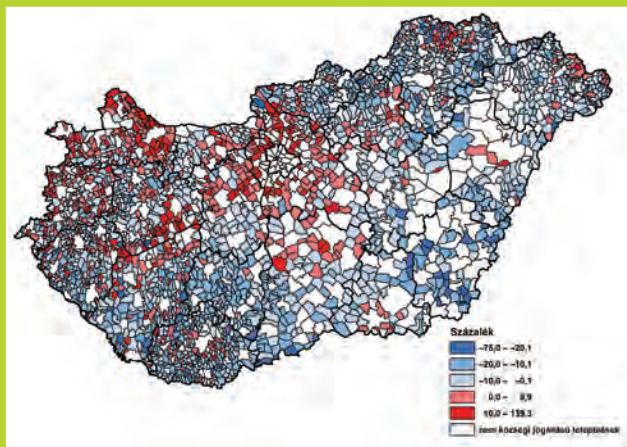 Százalék
–75,0 – –20,1
–20,0 – –10,1
–10,0 – –0,1
0,0 – 9,9
10,0 – 139,3
nem községi jogállású települések